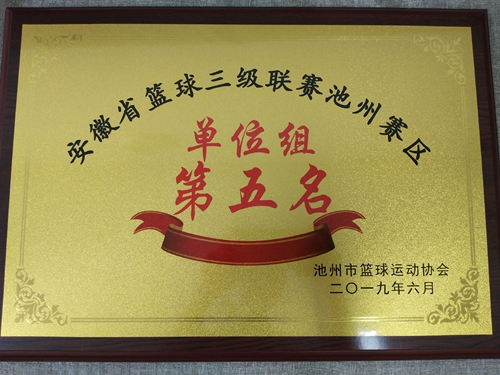 安徽省篮球三级联赛池州赛区
单位组
第五名
池州市篮球运动协会
二〇一九年六月